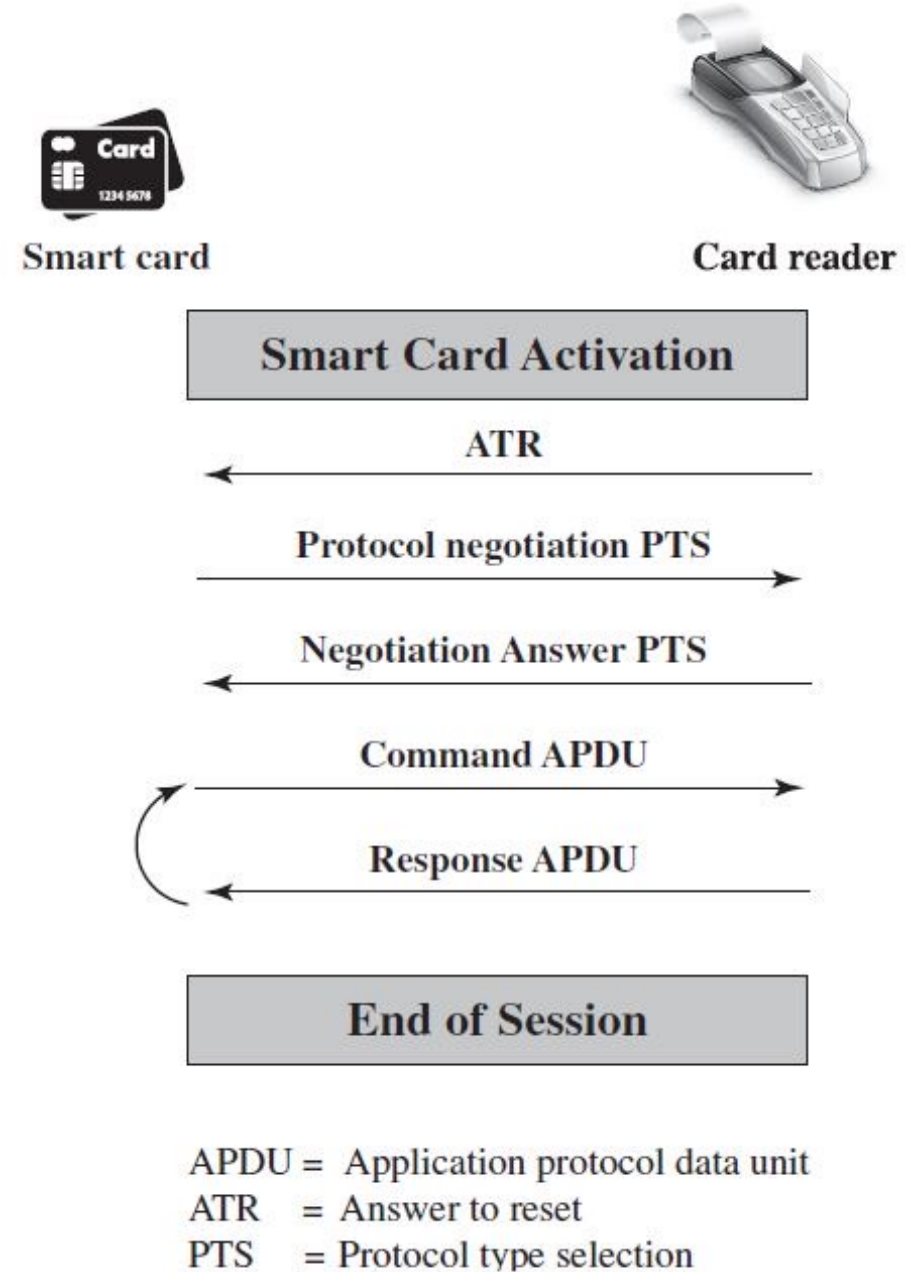 Card
1234 5678
Smart card
Card reader
Smart Card Activation
ATR
Protocol negotiation PTS
Negotiation Answer PTS
Command APDU
Response APDU
End of Session
APDU = Application protocol data unit
ATR = Answer to reset
PTS = Protocol type selection